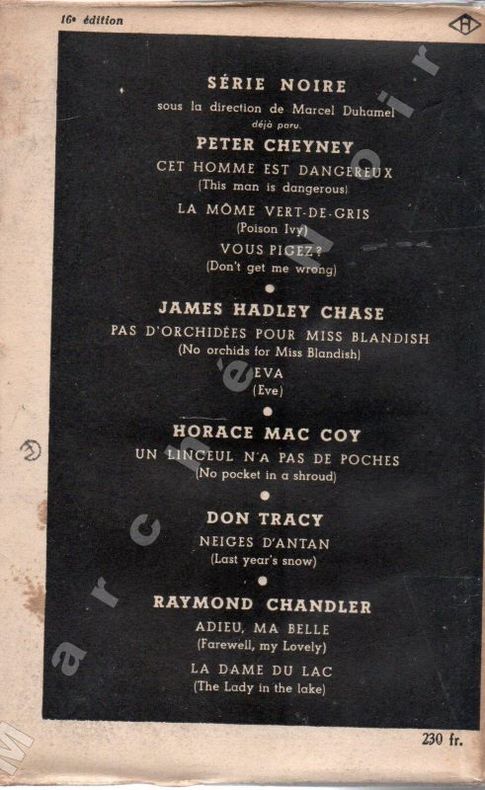 16e édition
SÉRIE NOIRE
sous la direction de Marcel Duhamel
déjà paru.
PETER CHEYNEY
CET HOMME EST DANGEREUX
(This man is dangerous)
LA MÔME VERT-DE-GRIS
(Poison Ivy)
VOUS PIGEZ ?
(Don't get me wrong)
JAMES HADLEY CHASE
PAS D'ORCHIDÉES POUR MISS BLANDISH
(No orchids for Miss Blandish)
EVA
(Eve)
HORACE MAC COY
UN LINCEUL N'A PAS DE POCHES
(No pocket in a shroud)
DON TRACY
NEIGES D'ANTAN
(Last year's snow)
RAYMOND CHANDLER
ADIEU, MA BELLE
(Farewell, my Lovely)
LA DAME DU LAC
(The Lady in the lake)
230 fr.